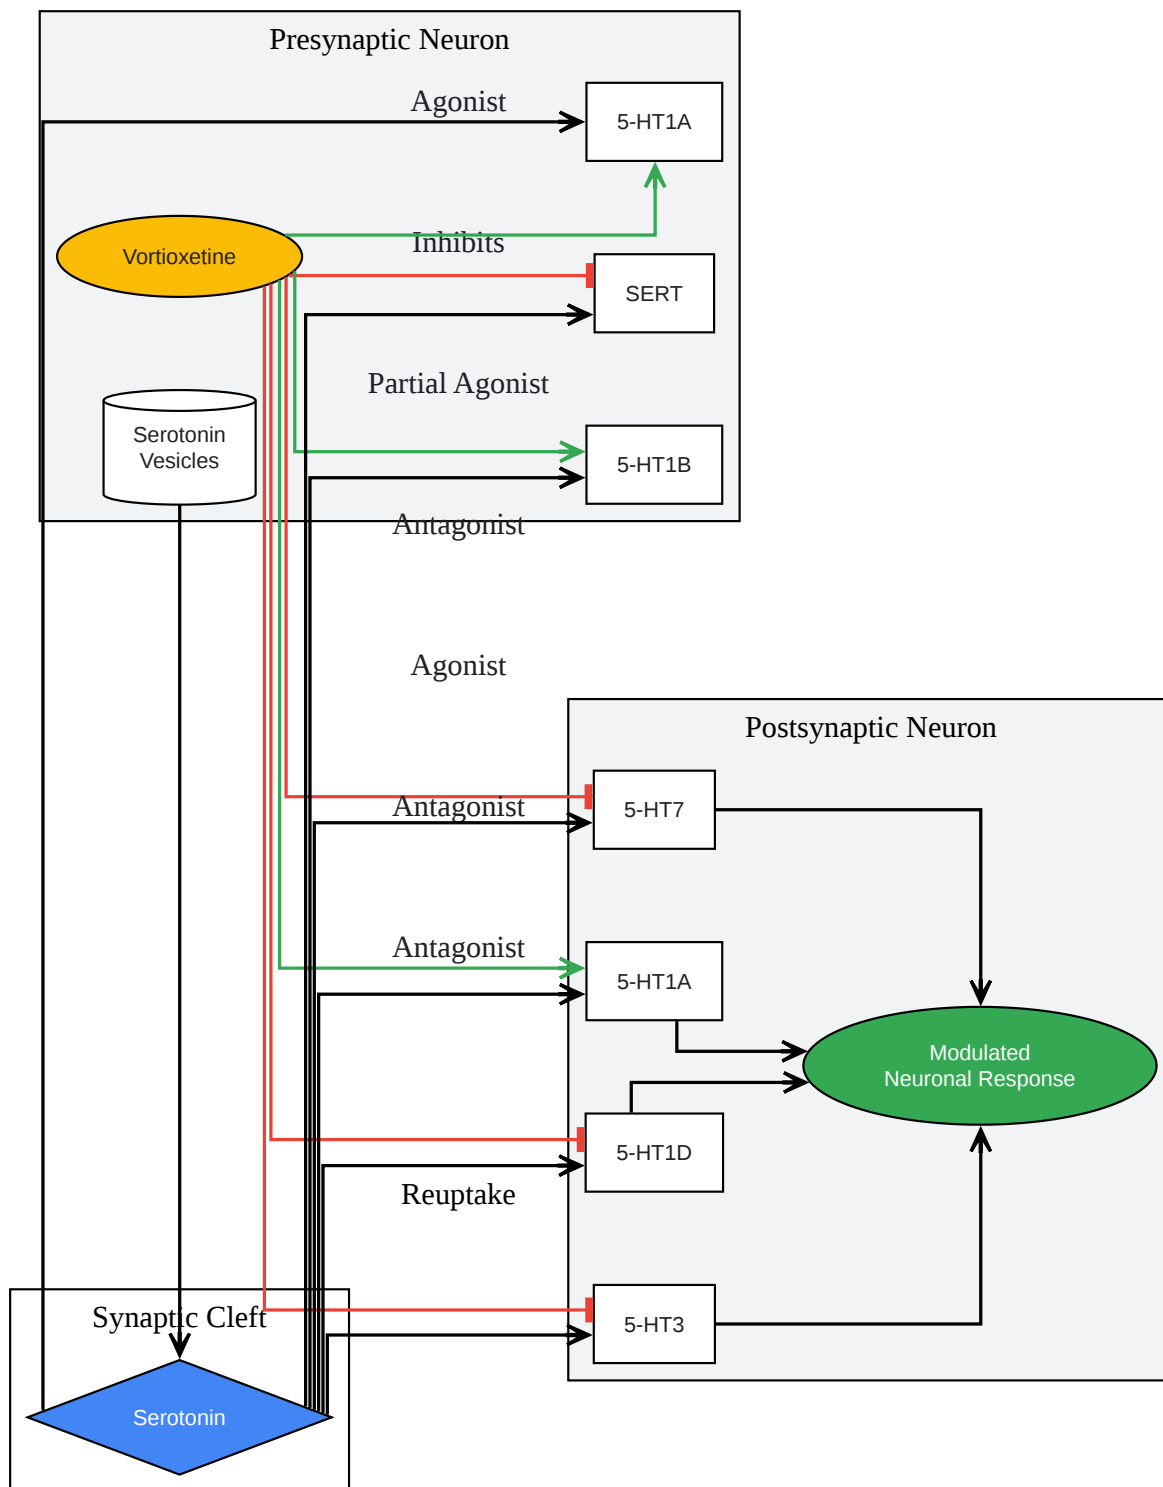 Presynaptic Neuron
Agonist
5-HT1A
Inhibits
Vortioxetine
SERT
Partial Agonist
Serotonin
Vesicles
5-HT1B
Antagonist
Agonist
Postsynaptic Neuron
Antagonist
5-HT7
Antagonist
5-HT1A
Modulated
Neuronal Response
5-HT1D
Reuptake
Synaptic Cleft
5-HT3
Serotonin